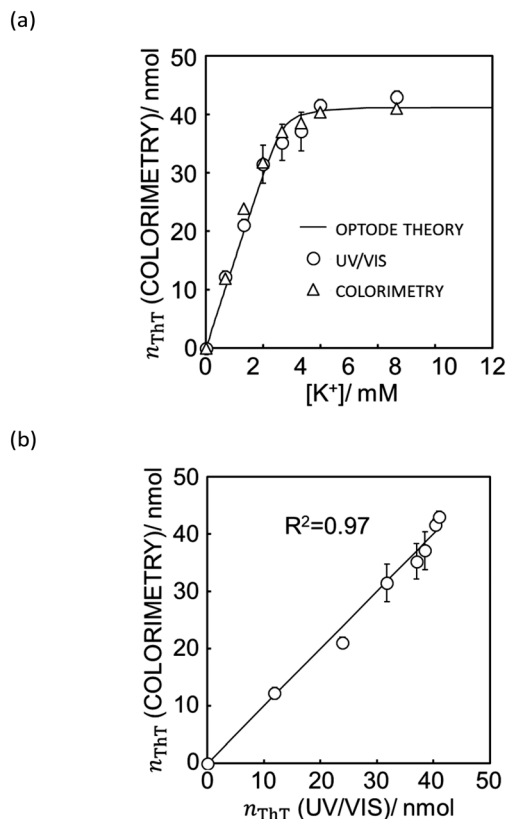 (a)
50
40
30
20
10
0
n_ThT (COLORIMETRY)/ nmol
OPTODE THEORY
UV/VIS
COLORIMETRY
0 2 4 6 8 10 12
[K⁺]/ mM
(b)
50
40
30
20
10
0
n_ThT (COLORIMETRY)/ nmol
R²=0.97
0 10 20 30 40 50
n_ThT (UV/VIS)/ nmol